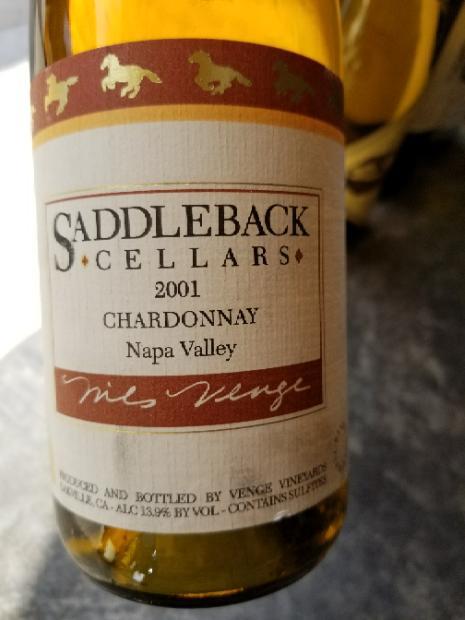 SADDLEBACK
CELLARS
2001
CHARDONNAY
Napa Valley
Nils Venge
PRODUCED AND BOTTLED BY VENGE VINEYARDS
OAKVILLE, CA - ALC 13.9% BY VOL - CONTAINS SULFITES